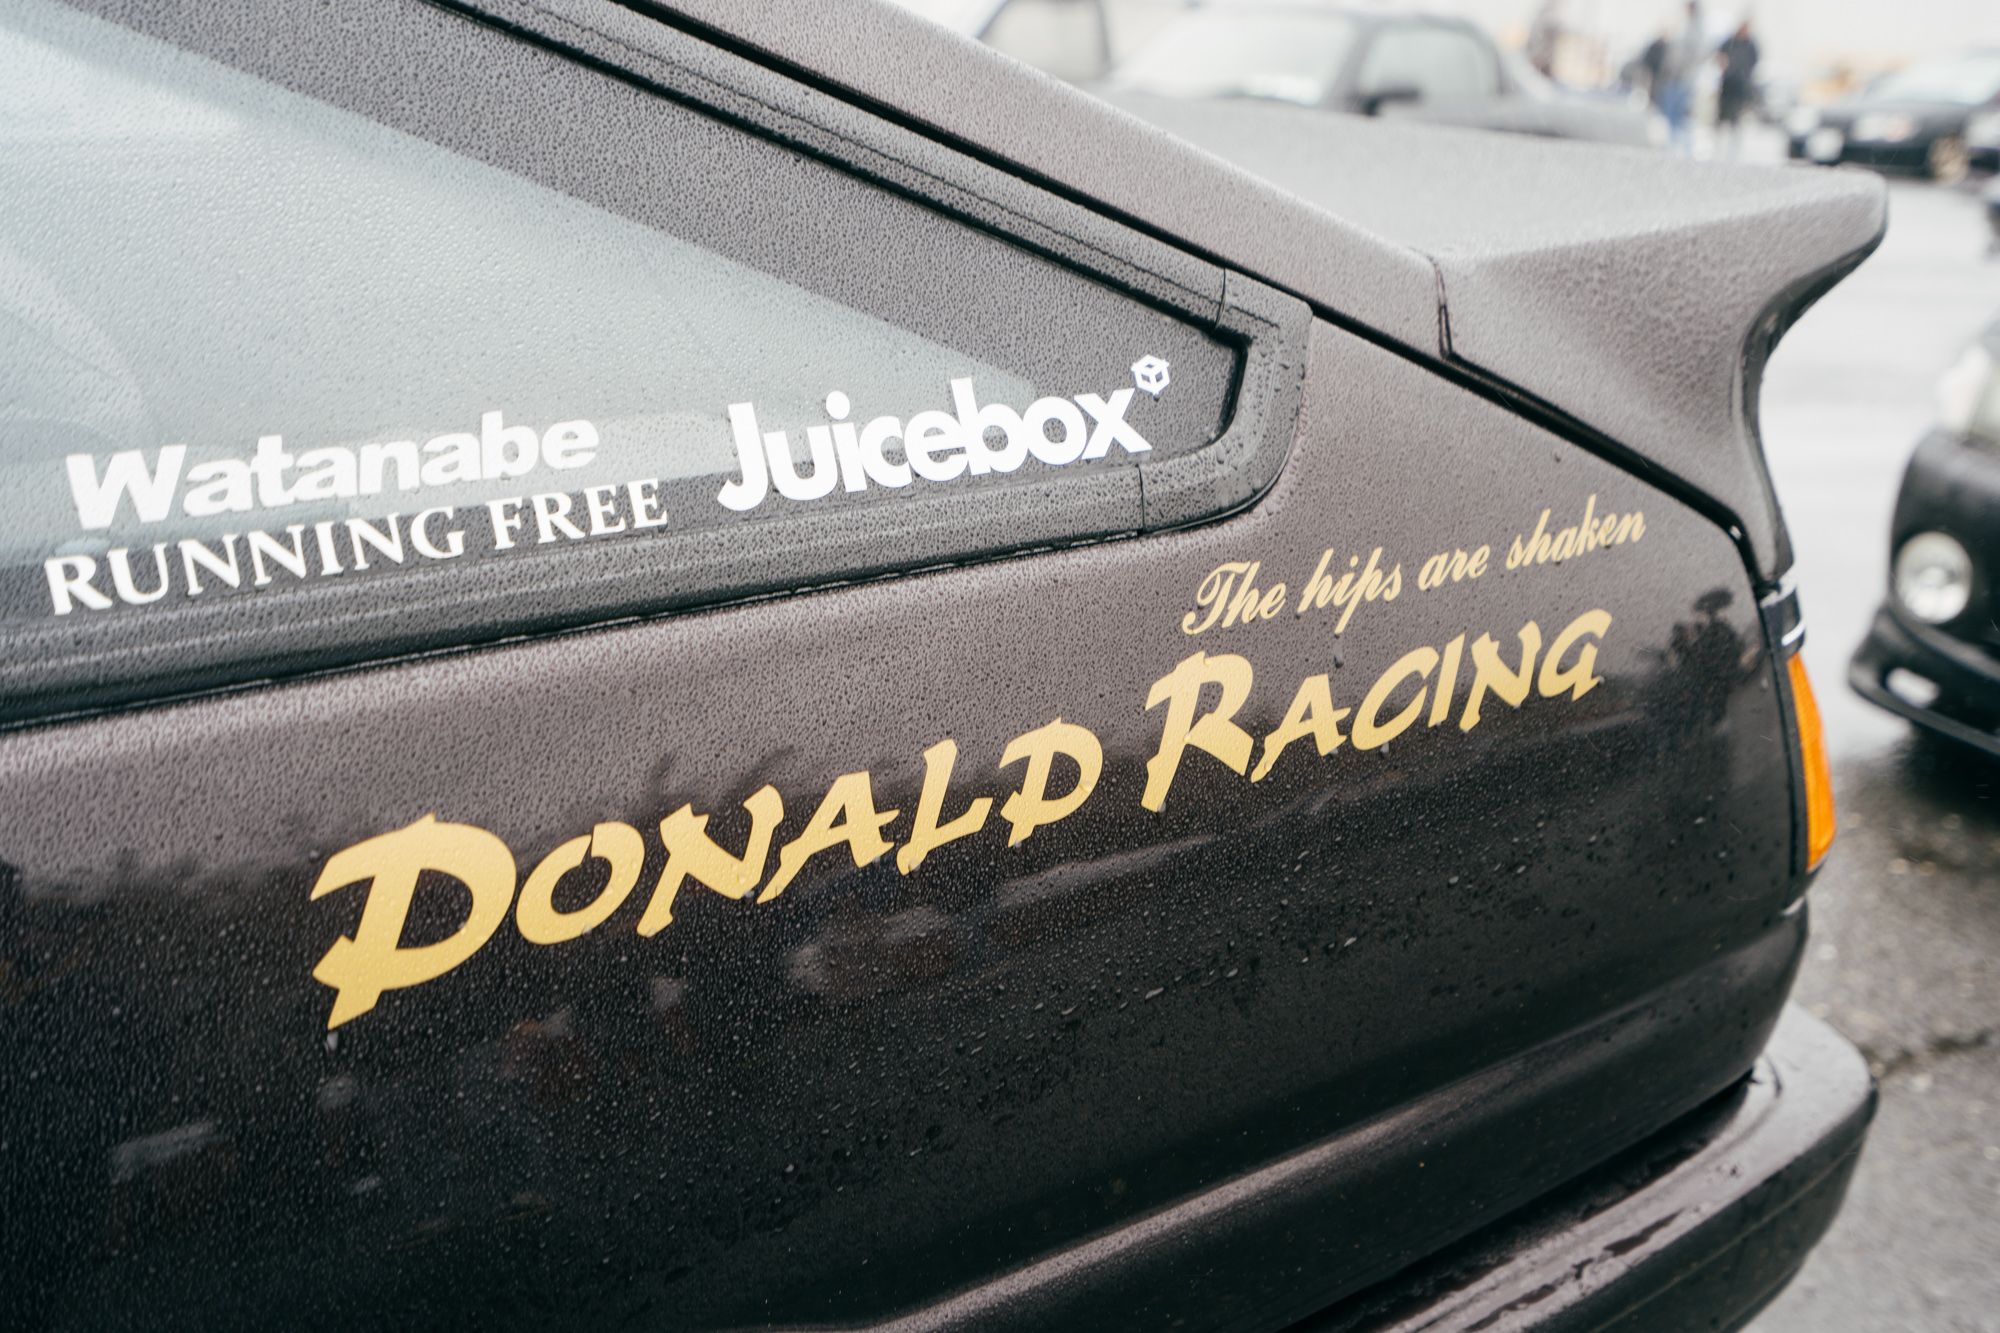 Watanabe
RUNNING FREE
Juicebox
The hips are shaken
DONALD RACING